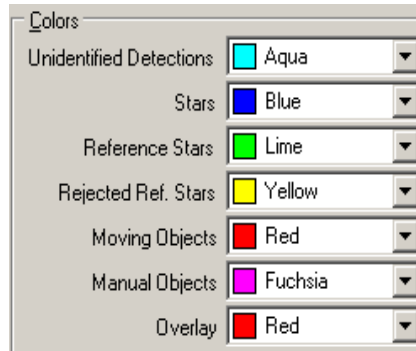 Colors
Unidentified Detections Aqua
Stars Blue
Reference Stars Lime
Rejected Ref. Stars Yellow
Moving Objects Red
Manual Objects Fuchsia
Overlay Red